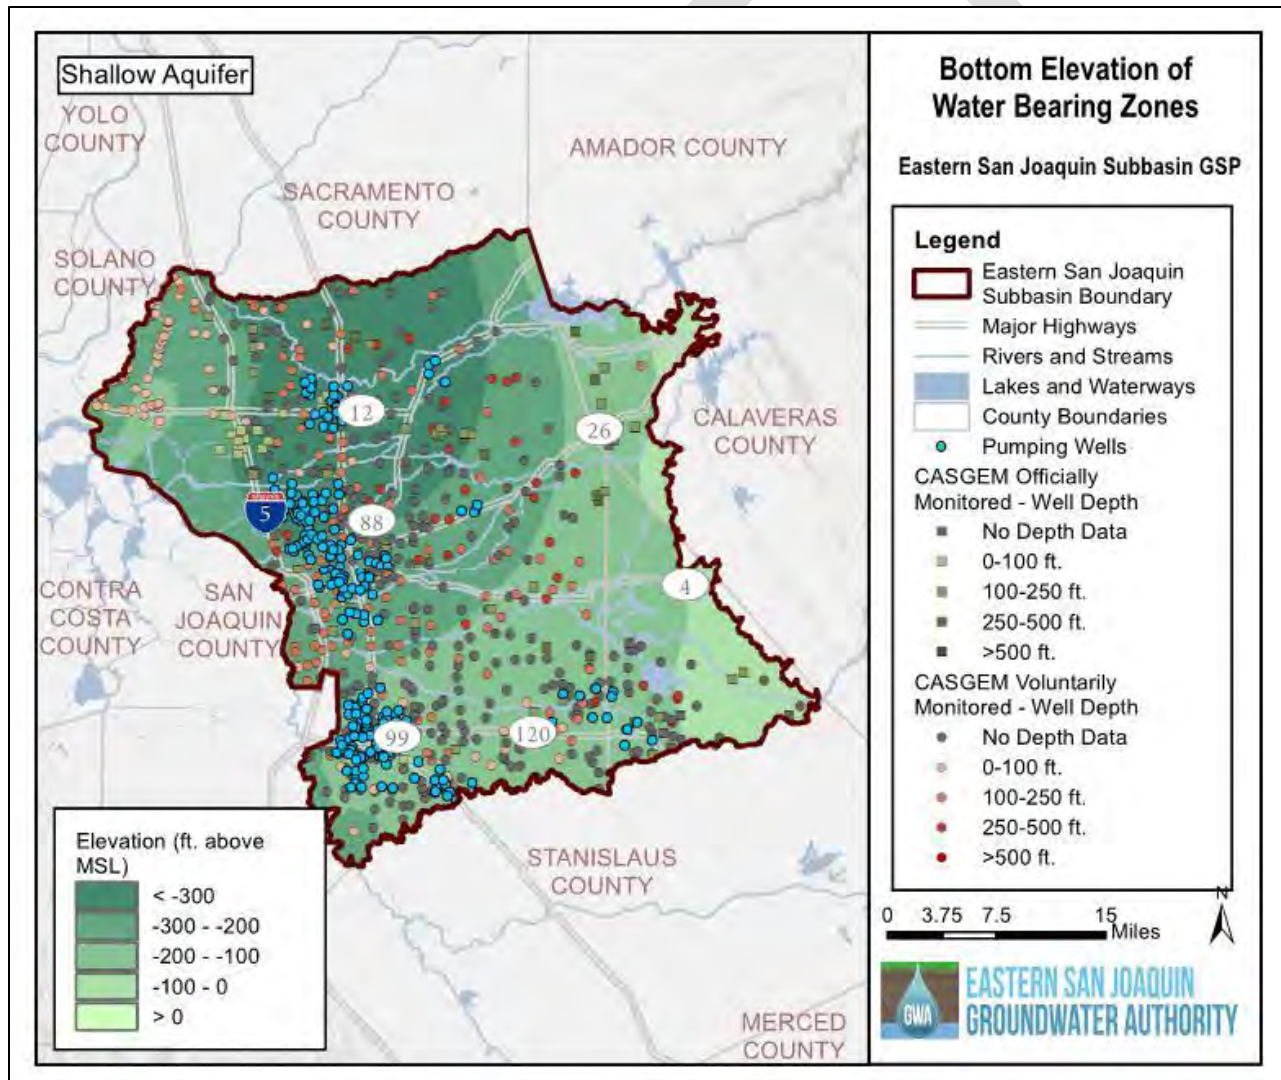 Shallow Aquifer
YOLO
COUNTY
AMADOR COUNTY
SACRAMENTO
COUNTY
SOLANO
COUNTY
12
26
CALAVERAS
COUNTY
5
88
4
CONTRA
COSTA
COUNTY
SAN
JOAQUIN
COUNTY
99
120
STANISLAUS
COUNTY
MERCED
COUNTY
Elevation (ft. above
MSL)
< -300
-300 - -200
-200 - -100
-100 - 0
> 0
Bottom Elevation of
Water Bearing Zones
Eastern San Joaquin Subbasin GSP
Legend
Eastern San Joaquin
Subbasin Boundary
Major Highways
Rivers and Streams
Lakes and Waterways
County Boundaries
Pumping Wells
CASGEM Officially
Monitored - Well Depth
No Depth Data
0-100 ft.
100-250 ft.
250-500 ft.
>500 ft.
CASGEM Voluntarily
Monitored - Well Depth
No Depth Data
0-100 ft.
100-250 ft.
250-500 ft.
>500 ft.
N
0 3.75 7.5 15
Miles
GWA
EASTERN SAN JOAQUIN
GROUNDWATER AUTHORITY